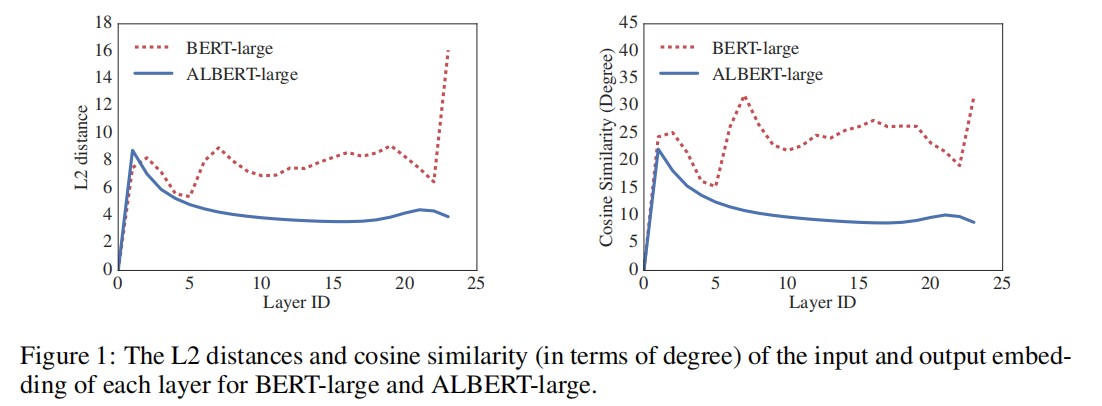 18
16
14
12
10
8
6
4
2
0
L2 distance
BERT-large
ALBERT-large
0 5 10 15 20 25
Layer ID
45
40
35
30
25
20
15
10
5
0
Cosine Similarity (Degree)
BERT-large
ALBERT-large
0 5 10 15 20 25
Layer ID
Figure 1: The L2 distances and cosine similarity (in terms of degree) of the input and output embed-
ding of each layer for BERT-large and ALBERT-large.